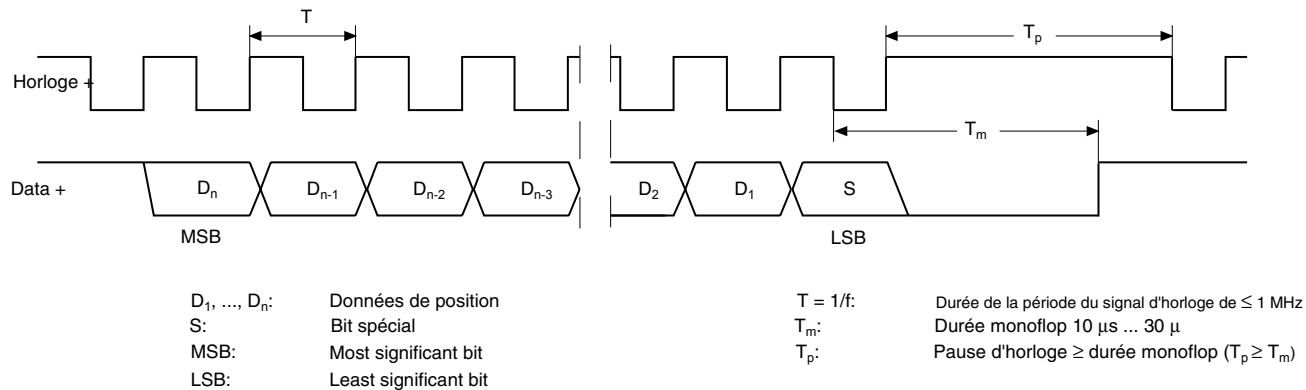 T
Tp
Horloge +
Tm
Data +
Dn
Dn-1
Dn-2
Dn-3
D2
D1
S
MSB
LSB
D1, ..., Dn: Données de position
S: Bit spécial
MSB: Most significant bit
LSB: Least significant bit
T = 1/f: Durée de la période du signal d'horloge de ≤ 1 MHz
Tm: Durée monoflop 10 µs ... 30 µ
Tp: Pause d'horloge ≥ durée monoflop (Tp ≥ Tm)